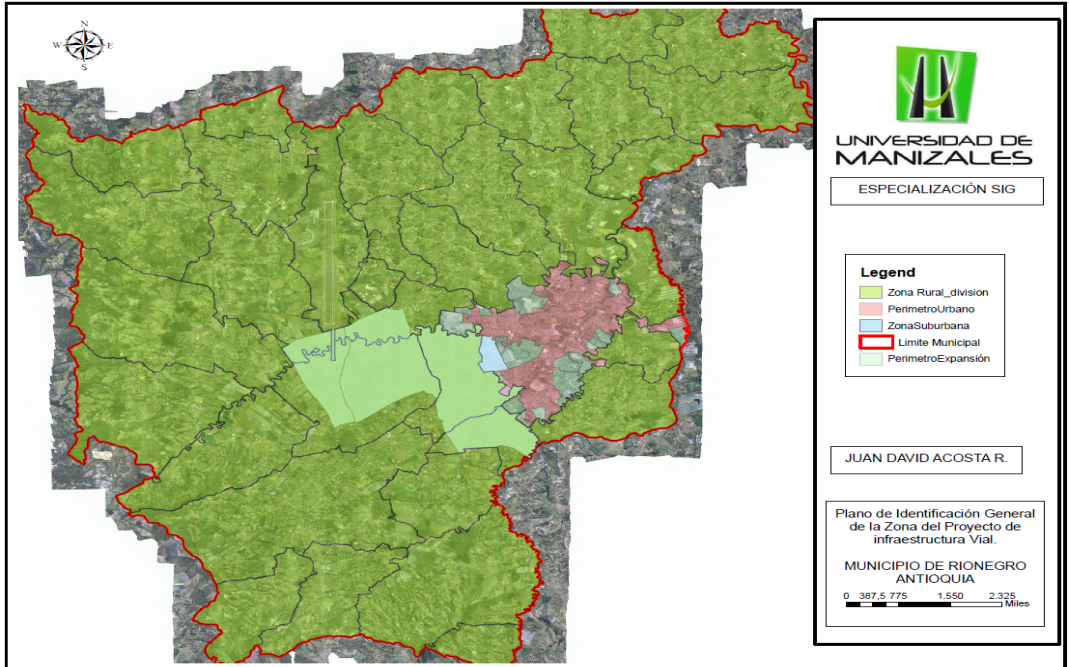 N
W E
S
UNIVERSIDAD DE
MANIZALES
ESPECIALIZACIÓN SIG
Legend
Zona Rural_division
PerimetroUrbano
ZonaSuburbana
Limite Municipal
PerimetroExpansión
JUAN DAVID ACOSTA R.
Plano de Identificación General
de la Zona del Proyecto de
infraestructura Vial.
MUNICIPIO DE RIONEGRO
ANTIOQUIA
0 387,5 775 1.550 2.325
Miles